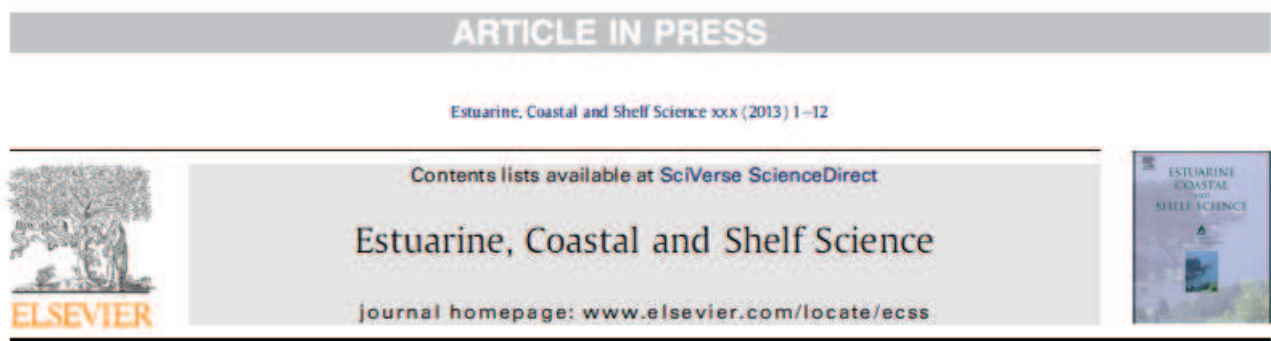 ARTICLE IN PRESS
Estuarine, Coastal and Shelf Science xxx (2013) 1–12
Contents lists available at SciVerse ScienceDirect
Estuarine, Coastal and Shelf Science
journal homepage: www.elsevier.com/locate/ecss
ELSEVIER
ESTUARINE
COASTAL
AND
SHELF SCIENCE